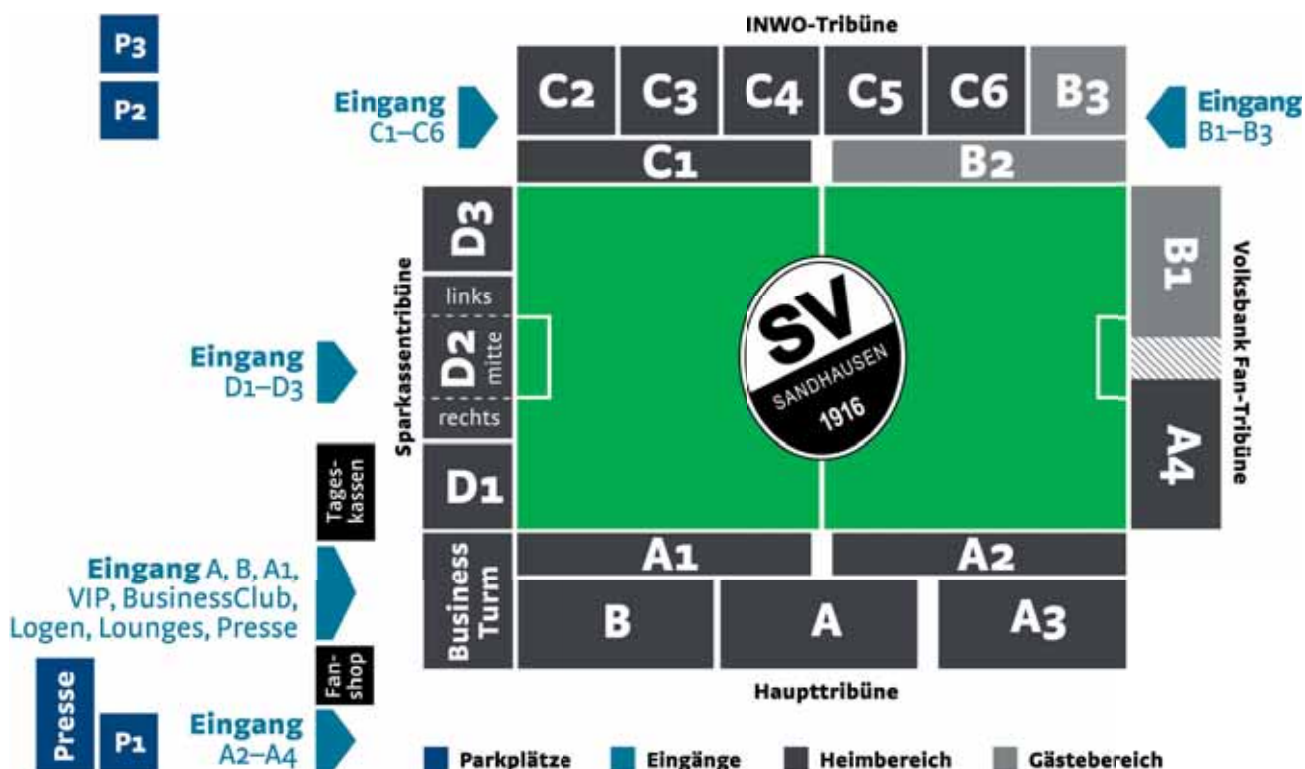 P3
P2
INWO-Tribüne
Eingang
C1–C6
C2 C3 C4 C5 C6 B3
Eingang
B1–B3
C1 B2
Sparkassentribüne
D3
links
D2 mitte
rechts
D1
SV
SANDHAUSEN
1916
B1
A4
Volksbank Fan-Tribüne
Eingang
D1–D3
Tages-
kassen
Eingang A, B, A1,
VIP, BusinessClub,
Logen, Lounges, Presse
Business
Turm
A1 A2
B A A3
Fan-
shop
Haupttribüne
Presse
P1
Eingang
A2–A4
Parkplätze Eingänge Heimbereich Gästebereich